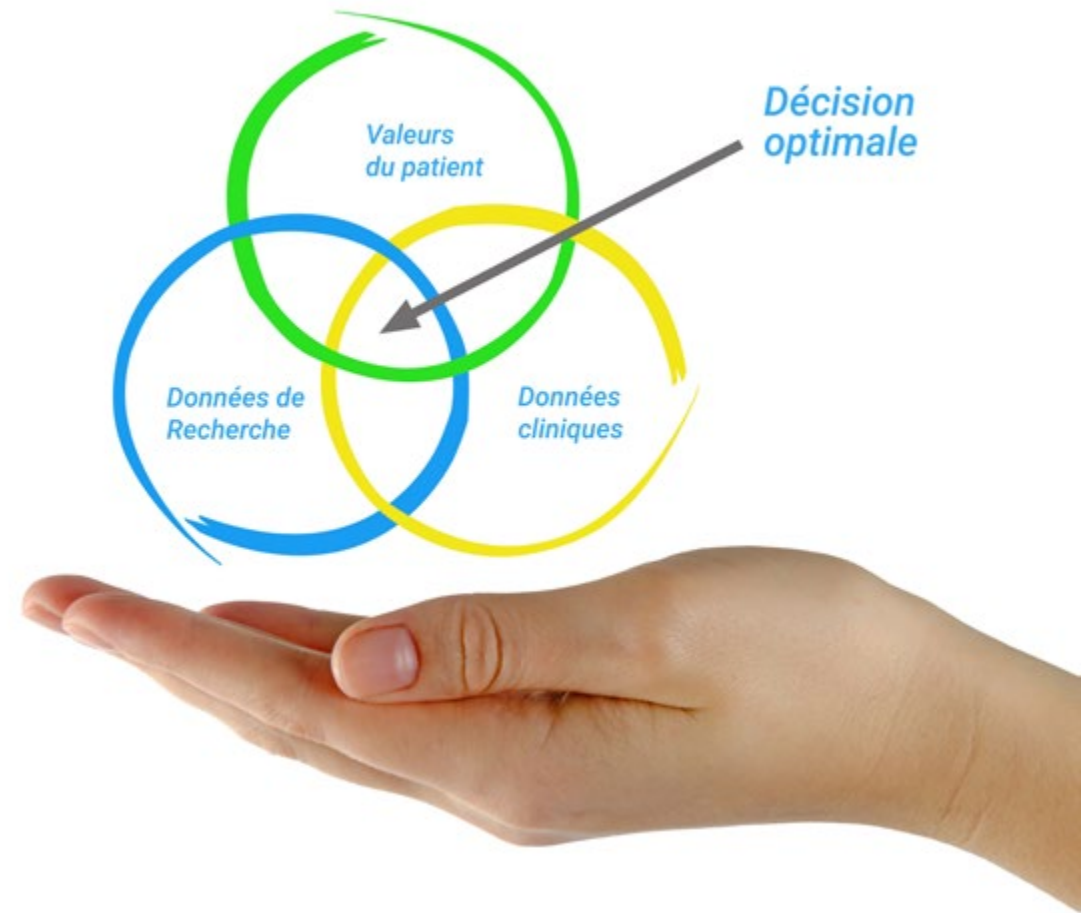 Décision
optimale
Valeurs
du patient
Données de
Recherche
Données
cliniques